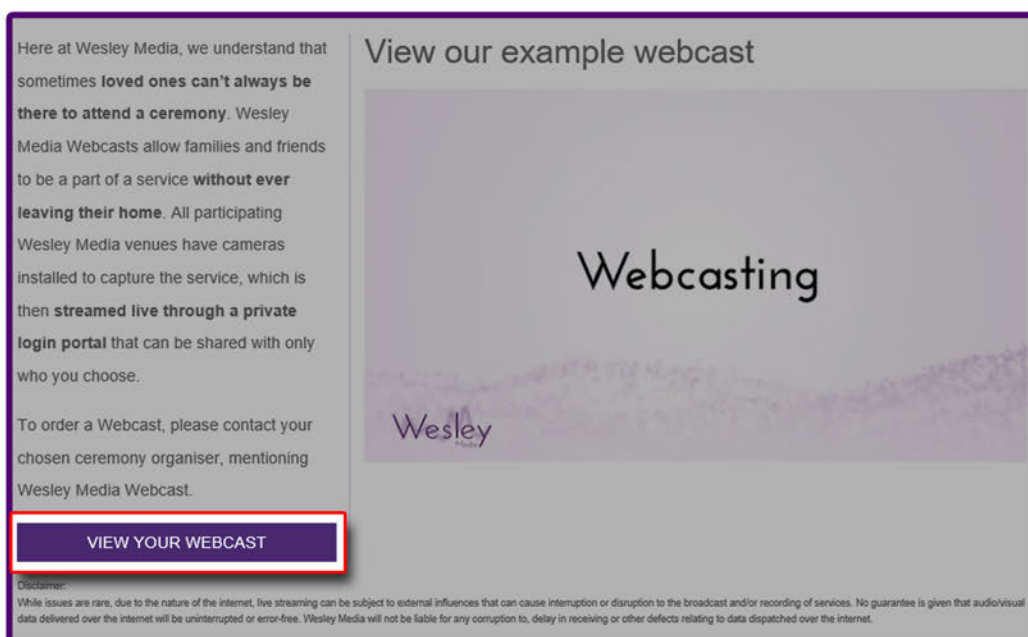 Here at Wesley Media, we understand that
sometimes loved ones can’t always be
there to attend a ceremony. Wesley
Media Webcasts allow families and friends
to be a part of a service without ever
leaving their home. All participating
Wesley Media venues have cameras
installed to capture the service, which is
then streamed live through a private
login portal that can be shared with only
who you choose.
To order a Webcast, please contact your
chosen ceremony organiser, mentioning
Wesley Media Webcast.
VIEW YOUR WEBCAST
View our example webcast
Webcasting
Wesley
Media
Disclaimer:
While issues are rare, due to the nature of the internet, live streaming can be subject to external influences that can cause interruption or disruption to the broadcast and/or recording of services. No guarantee is given that audio/visual
data delivered over the internet will be uninterrupted or error-free. Wesley Media will not be liable for any corruption to, delay in receiving or other defects relating to data dispatched over the internet.